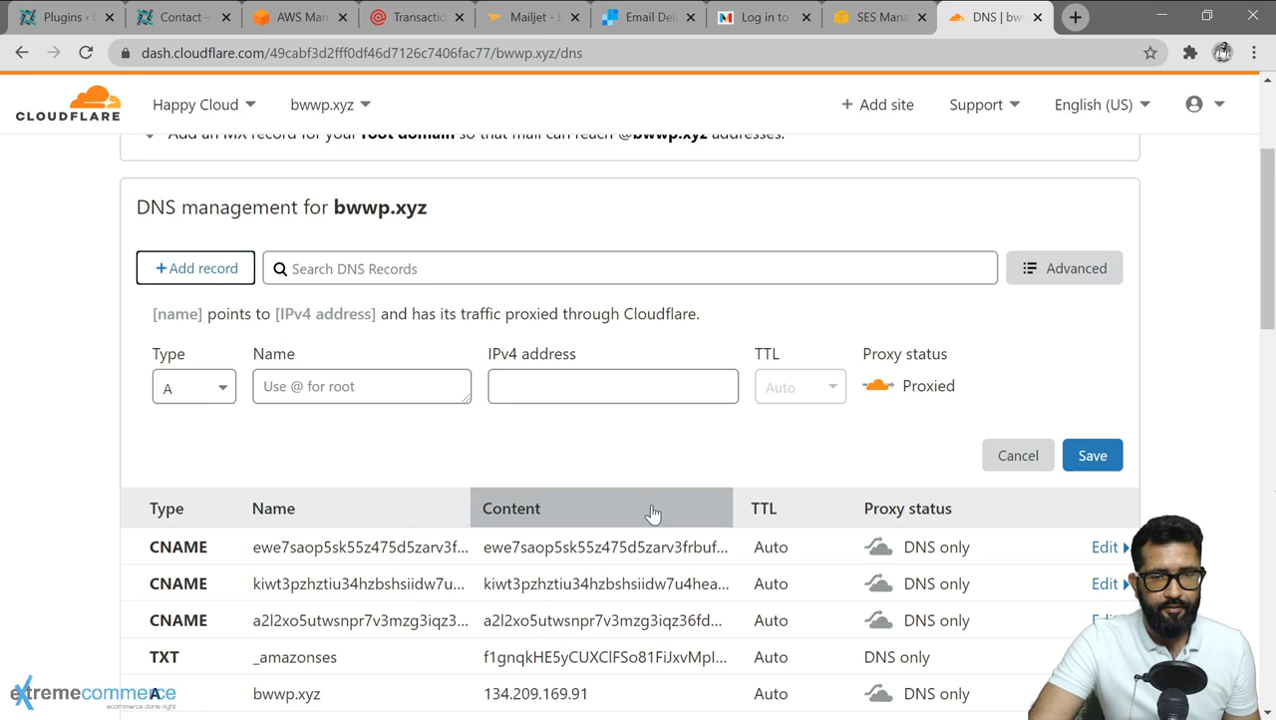 Plugins ‹
Contact –
AWS Man
Transactio
Mailjet - L
Email Deli
Log in to
SES Mana
DNS | bw
dash.cloudflare.com/49cabf3d2fff0df46d7126c7406fac77/bwwp.xyz/dns
CLOUDFLARE
Happy Cloud
bwwp.xyz
+ Add site
Support
English (US)
Add an MX record for your root domain so that mail can reach @bwwp.xyz addresses.
DNS management for bwwp.xyz
+ Add record
Search DNS Records
Advanced
[name] points to [IPv4 address] and has its traffic proxied through Cloudflare.
Type Name IPv4 address TTL Proxy status
A Use @ for root Auto Proxied
Cancel Save
Type Name Content TTL Proxy status
CNAME ewe7saop5sk55z475d5zarv3f... ewe7saop5sk55z475d5zarv3frbuf... Auto DNS only Edit
CNAME kiwt3pzhztiu34hzbshsiidw7u... kiwt3pzhztiu34hzbshsiidw7u4hea... Auto DNS only Edit
CNAME a2l2xo5utwsnpr7v3mzg3iqz3... a2l2xo5utwsnpr7v3mzg3iqz36fd... Auto DNS only Edit
TXT _amazonses f1gnqkHE5yCUXClFSo81FiJxvMpI... Auto DNS only
A bwwp.xyz 134.209.169.91 Auto DNS only
extremecommerce
ecommerce done right